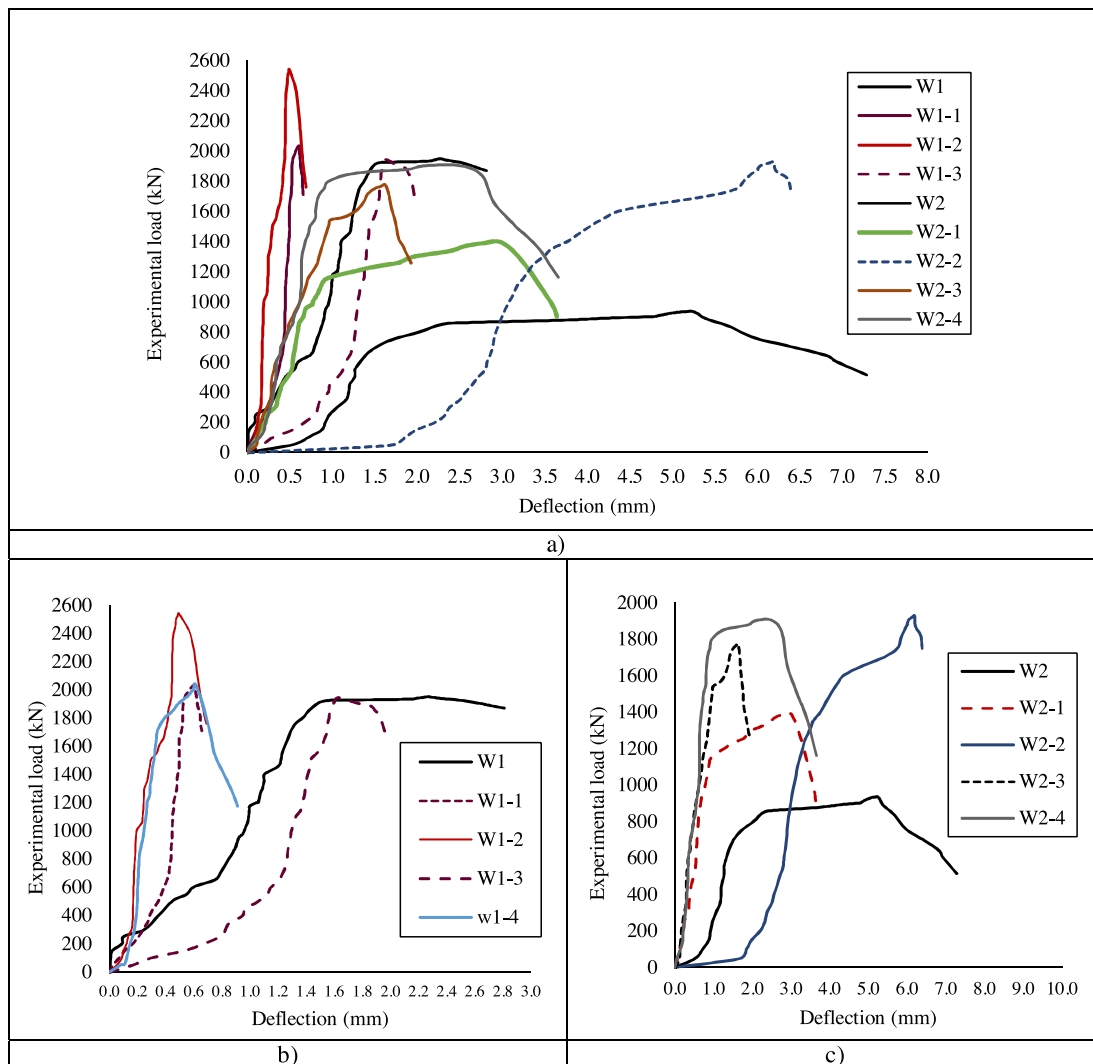 2600
2400
2200
2000
1800
1600
1400
1200
1000
800
600
400
200
0
Experimental load (kN)
0.0 0.5 1.0 1.5 2.0 2.5 3.0 3.5 4.0 4.5 5.0 5.5 6.0 6.5 7.0 7.5 8.0
Deflection (mm)
W1
W1-1
W1-2
W1-3
W2
W2-1
W2-2
W2-3
W2-4
a)
2600
2400
2200
2000
1800
1600
1400
1200
1000
800
600
400
200
0
Experimental load (kN)
0.0 0.2 0.4 0.6 0.8 1.0 1.2 1.4 1.6 1.8 2.0 2.2 2.4 2.6 2.8 3.0
Deflection (mm)
W1
W1-1
W1-2
W1-3
w1-4
b)
2000
1800
1600
1400
1200
1000
800
600
400
200
0
Experimental load (kN)
0.0 1.0 2.0 3.0 4.0 5.0 6.0 7.0 8.0 9.0 10.0
Deflection (mm)
W2
W2-1
W2-2
W2-3
W2-4
c)